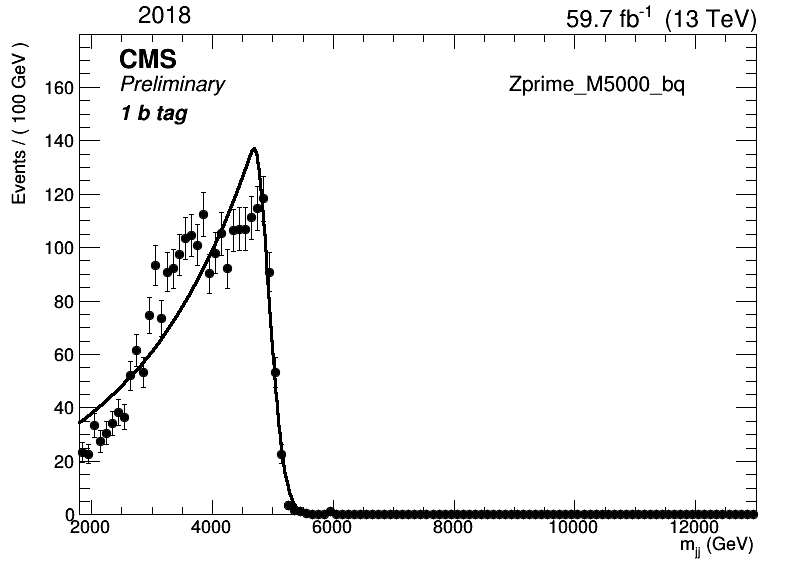 2018 59.7 fb⁻¹ (13 TeV)
CMS
Preliminary
1 b tag
Zprime_M5000_bq
Events / ( 100 GeV )
160
140
120
100
80
60
40
20
0
2000 4000 6000 8000 10000 12000
m_jj (GeV)